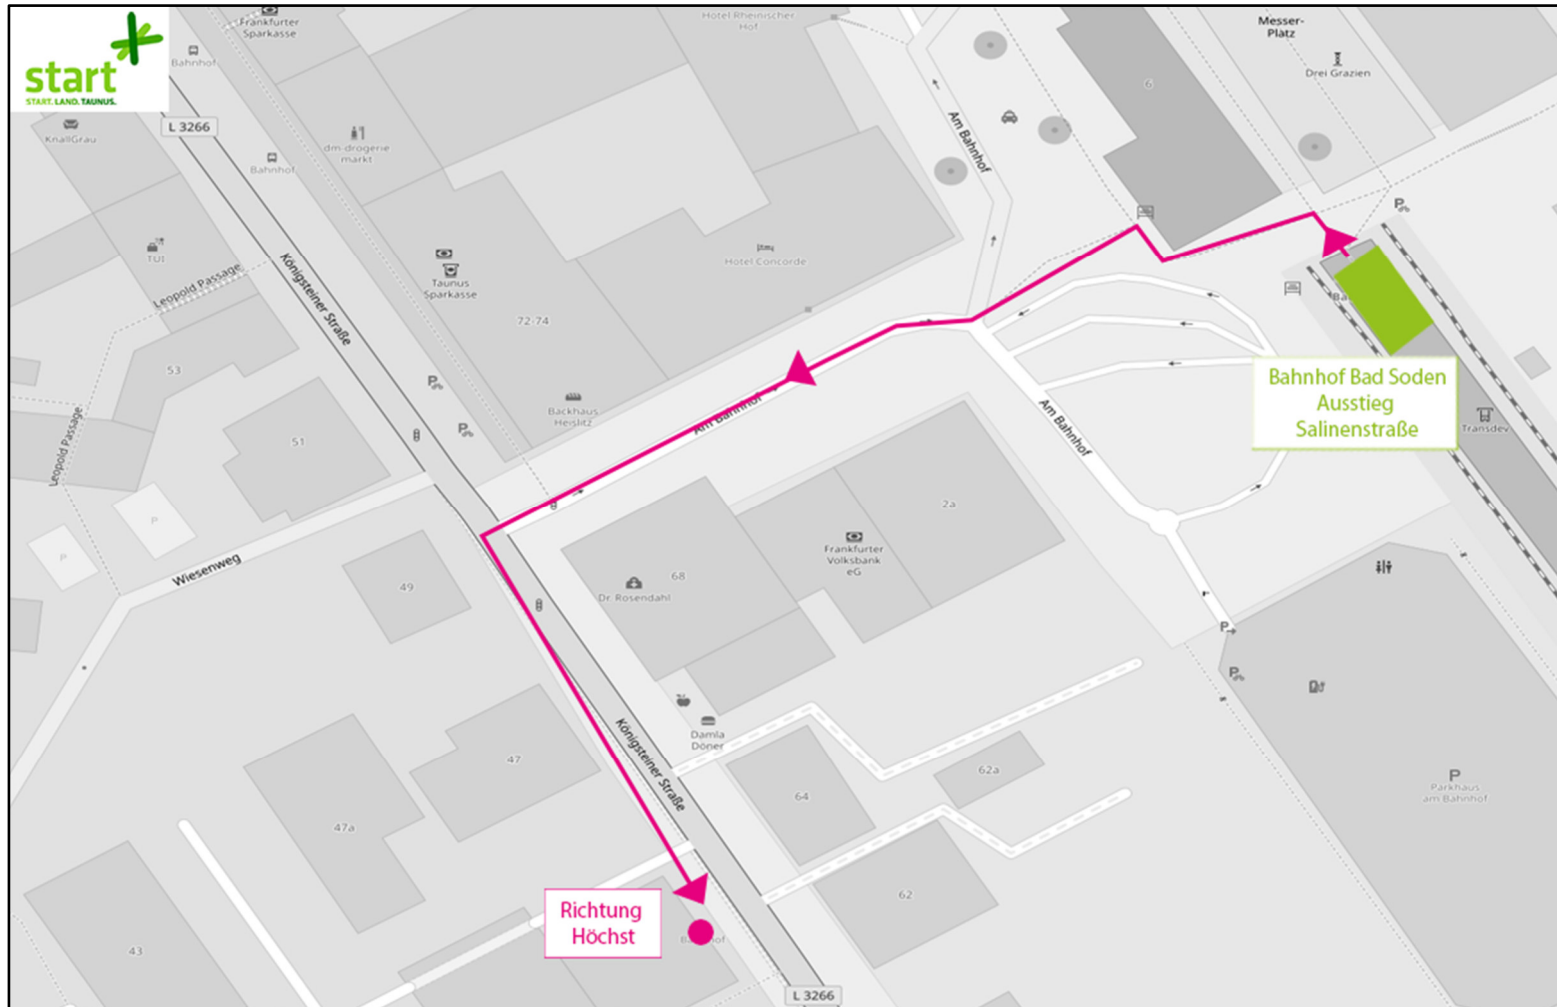 start
START. LAND. TAUNUS.
Frankfurter
Sparkasse
Bahnhof
Hotel Rheinischer
Hof
Messer-
Platz
Drei Grazien
6
KnallGrau
L 3266
dm-drogerie
markt
Bahnhof
Am Bahnhof
TUI
Leopold Passage
Königsteiner Straße
Taunus
Sparkasse
Hotel Concorde
72-74
53
Bahnhof Bad Soden
Ausstieg
Salinenstraße
Transdev
Backhaus
Heislitz
Am Bahnhof
Am Bahnhof
51
Leopold Passage
P
P
P
P
P
2a
Frankfurter
Volksbank
eG
68
Dr. Rosendahl
Wiesenweg
49
P
P
Damla
Döner
Königsteiner Straße
47
62a
64
P
Parkhaus
am Bahnhof
47a
62
43
Richtung
Höchst
L 3266